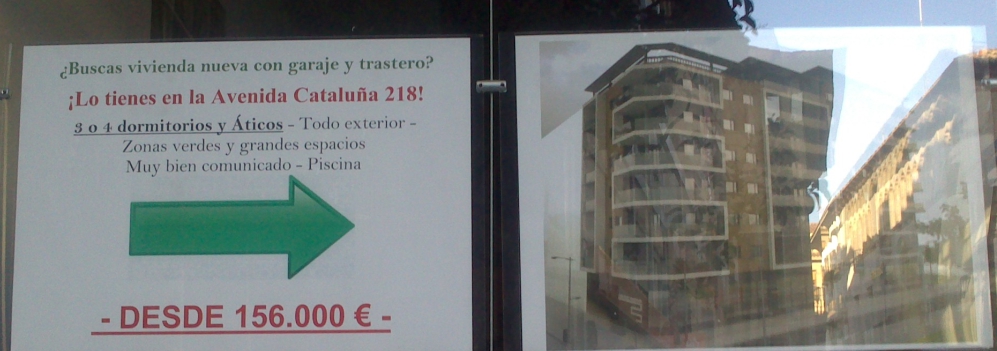 ¿Buscas vivienda nueva con garaje y trastero?
¡Lo tienes en la Avenida Cataluña 218!
3 o 4 dormitorios y Áticos - Todo exterior -
Zonas verdes y grandes espacios
Muy bien comunicado - Piscina
- DESDE 156.000 € -